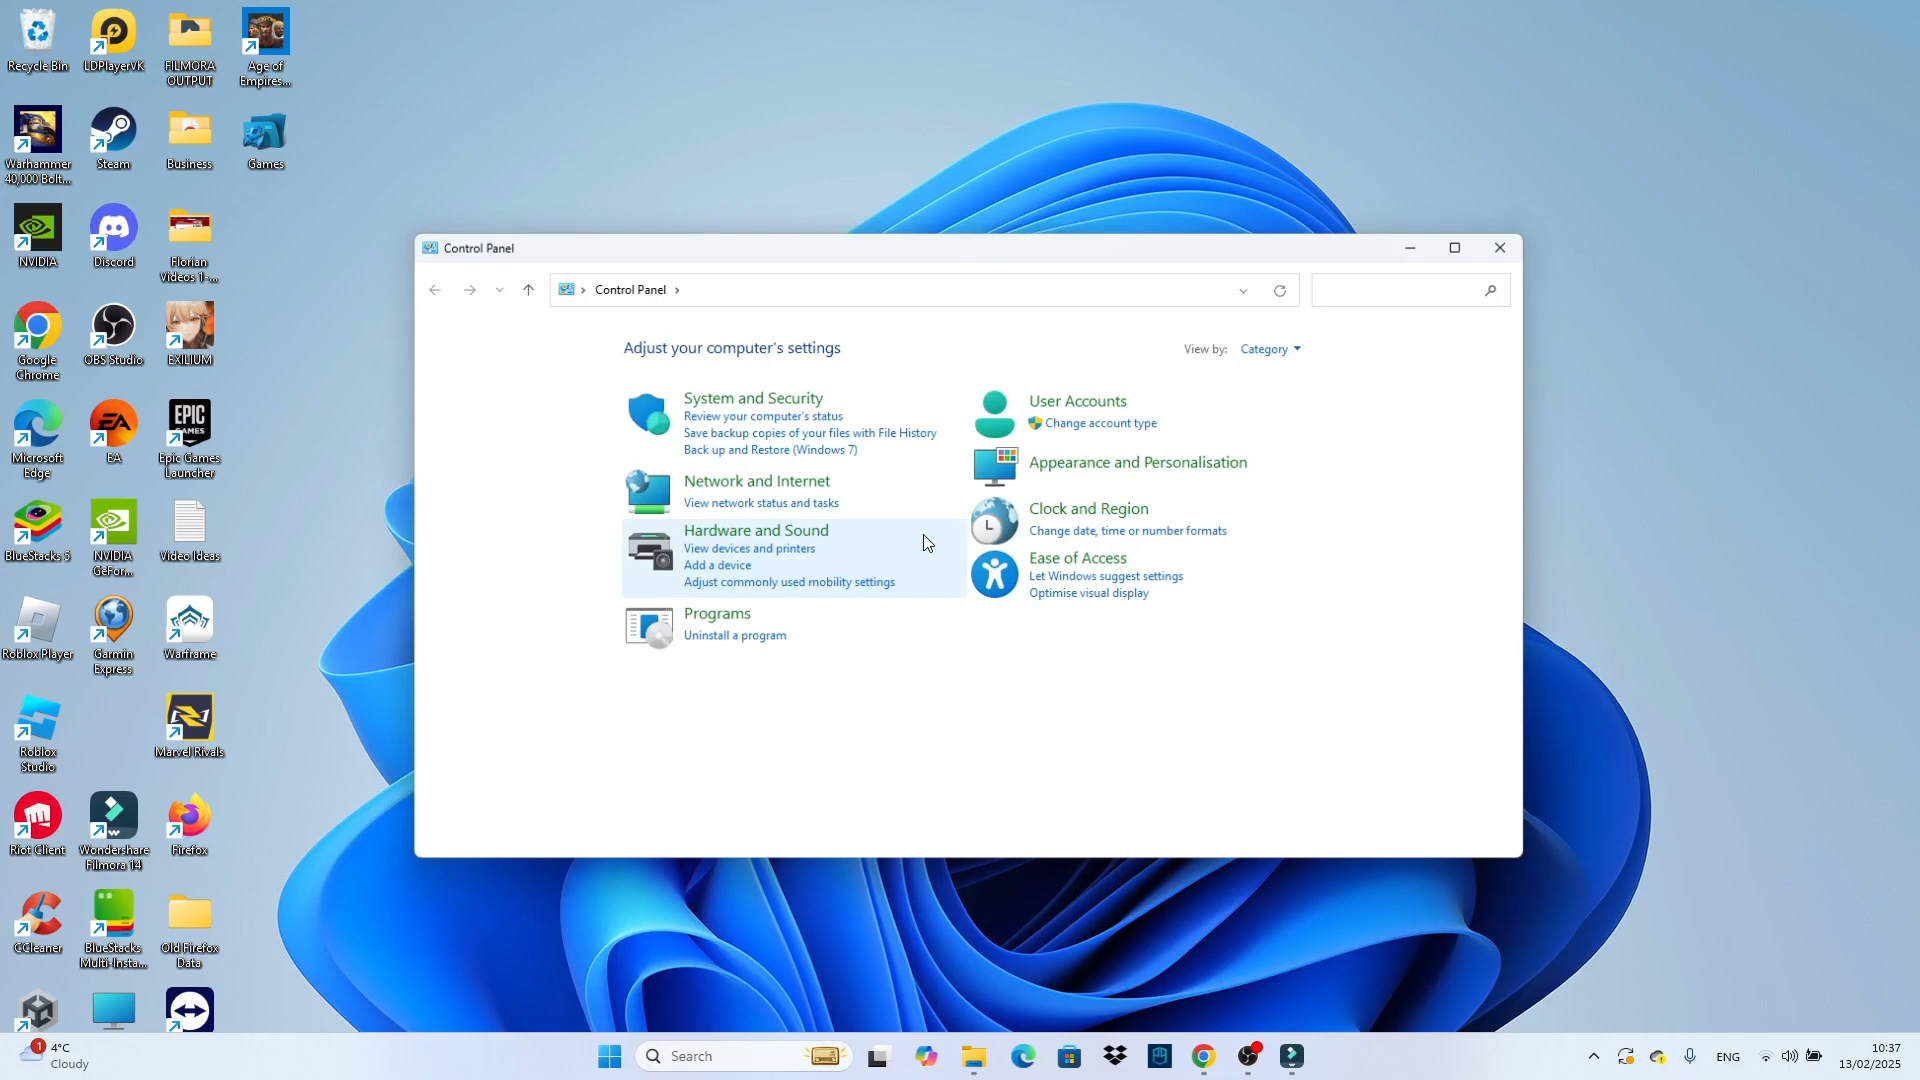 Recycle Bin
LDPlayerVK
FILMORA
OUTPUT
Age of
Empires...
Warhammer
40,000 Bolt...
Steam
Business
Games
NVIDIA
Discord
Florian
Videos 1-...
Google
Chrome
OBS Studio
EXILIUM
Microsoft
Edge
EA
EPIC
GAMES
Epic Games
Launcher
BlueStacks 5
NVIDIA
GeFor...
Video Ideas
Roblox Player
Garmin
Express
Warframe
Roblox
Studio
Marvel Rivals
Riot Client
Wondershare
Filmora 14
Firefox
CCleaner
BlueStacks
Multi-Insta...
Old Firefox
Data
Control Panel
Control Panel
Adjust your computer's settings
View by: Category
System and Security
Review your computer's status
Save backup copies of your files with File History
Back up and Restore (Windows 7)
Network and Internet
View network status and tasks
Hardware and Sound
View devices and printers
Add a device
Adjust commonly used mobility settings
Programs
Uninstall a program
User Accounts
Change account type
Appearance and Personalisation
Clock and Region
Change date, time or number formats
Ease of Access
Let Windows suggest settings
Optimise visual display
1
4°C
Cloudy
Search
ENG
10:37
13/02/2025